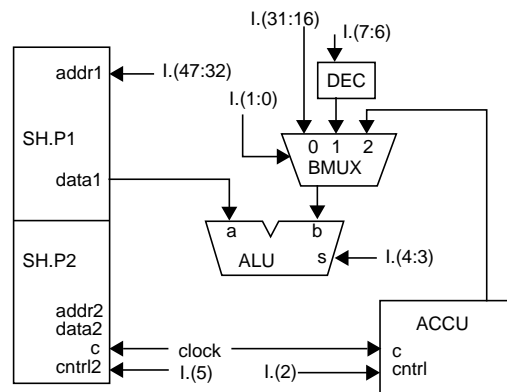 I.(31:16)
I.(7:6)
addr1
I.(47:32)
DEC
I.(1:0)
SH.P1
0 1 2
BMUX
data1
a
b
SH.P2
ALU
s
I.(4:3)
addr2
data2
ACCU
c
clock
c
cntrl2
I.(5)
I.(2)
cntrl